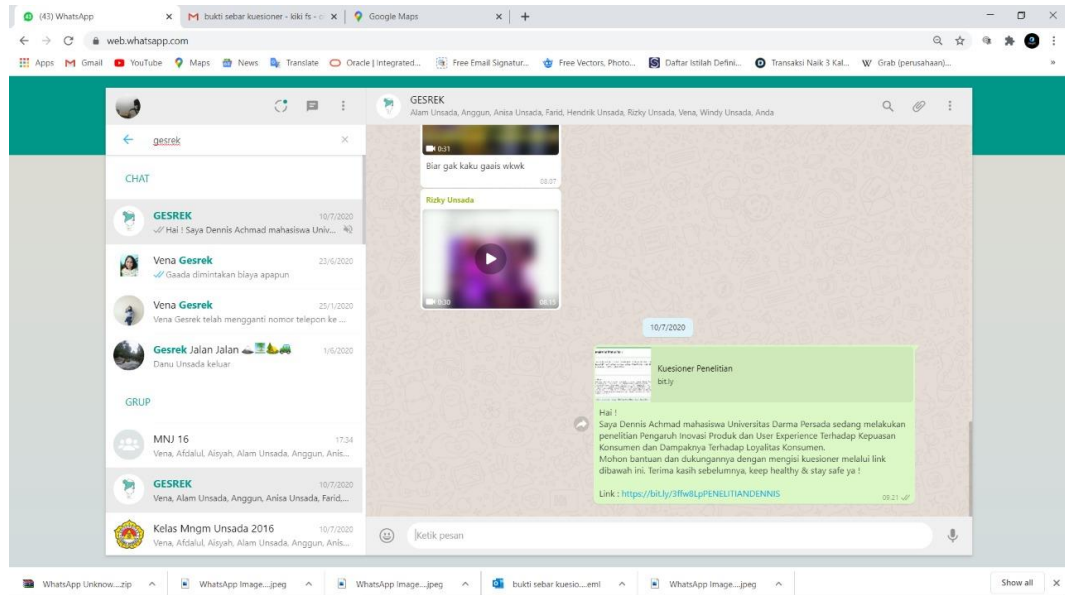 (43) WhatsApp
bukti sebar kuesioner - kiki fs - c
Google Maps
web.whatsapp.com
Apps
Gmail
YouTube
Maps
News
Translate
Oracle | Integrated...
Free Email Signatur...
Free Vectors, Photo...
Daftar Istilah Defini...
Transaksi Naik 3 Kal...
Grab (perusahaan)...
gesrek
CHAT
GESREK 10/7/2020
Hai ! Saya Dennis Achmad mahasiswa Univ...
Vena Gesrek 23/6/2020
Gaada dimintakan biaya apapun
Vena Gesrek 25/1/2020
Vena Gesrek telah mengganti nomor telepon ke ...
Gesrek Jalan Jalan 1/6/2020
Danu Unsada keluar
GRUP
MNJ 16 17.34
Vena, Afdalul, Aisyah, Alam Unsada, Anggun, Anis...
GESREK 10/7/2020
Vena, Alam Unsada, Anggun, Anisa Unsada, Farid,...
Kelas Mngm Unsada 2016 10/7/2020
Vena, Afdalul, Aisyah, Alam Unsada, Anggun, Anis...
GESREK
Alam Unsada, Anggun, Anisa Unsada, Farid, Hendrik Unsada, Rizky Unsada, Vena, Windy Unsada, Anda
0:31
Biar gak kaku gaais wkwk
08.07
Rizky Unsada
0:30 08.15
10/7/2020
Kuesioner Penelitian
bit.ly
Hai !
Saya Dennis Achmad mahasiswa Universitas Darma Persada sedang melakukan
penelitian Pengaruh Inovasi Produk dan User Experience Terhadap Kepuasan
Konsumen dan Dampaknya Terhadap Loyalitas Konsumen.
Mohon bantuan dan dukungannya dengan mengisi kuesioner melalui link
dibawah ini. Terima kasih sebelumnya, keep healthy & stay safe ya !
Link : https://bit.ly/3ffw8LpPENELITIANDENNIS
09.21
Ketik pesan
WhatsApp Unknow....zip
WhatsApp Image....jpeg
WhatsApp Image....jpeg
bukti sebar kuesio....eml
WhatsApp Image....jpeg
Show all